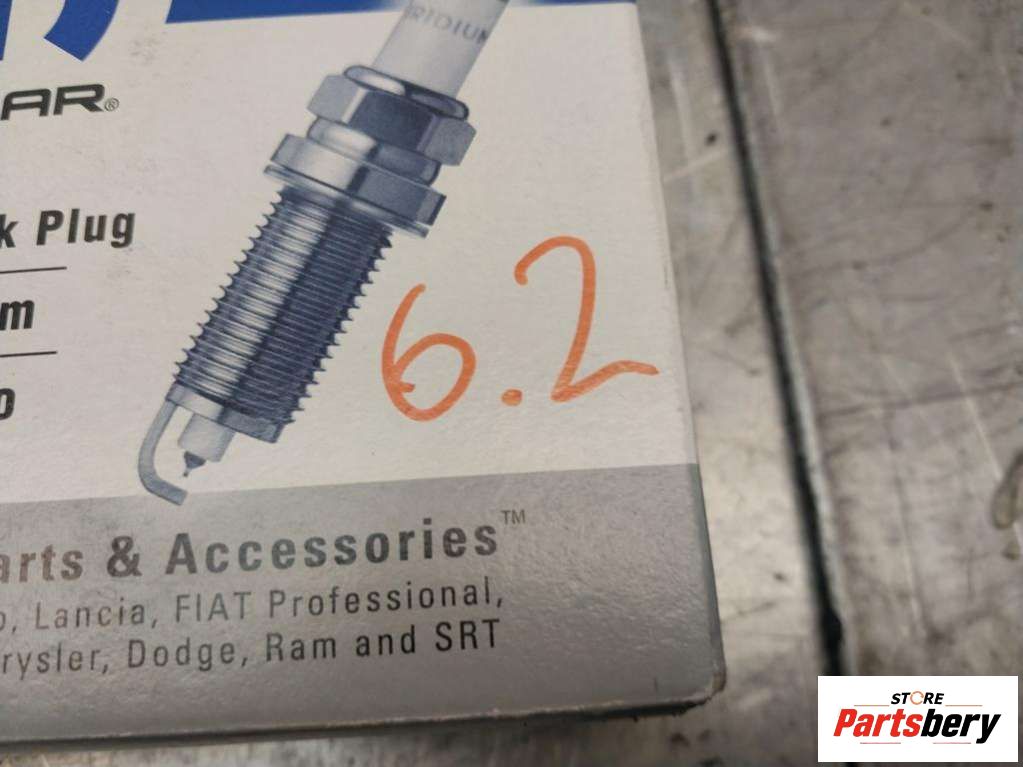 IRIDIUM
AR®
k Plug
m
6.2
o
arts & Accessories™
o, Lancia, FIAT Professional,
rysler, Dodge, Ram and SRT
STORE
Partsbery